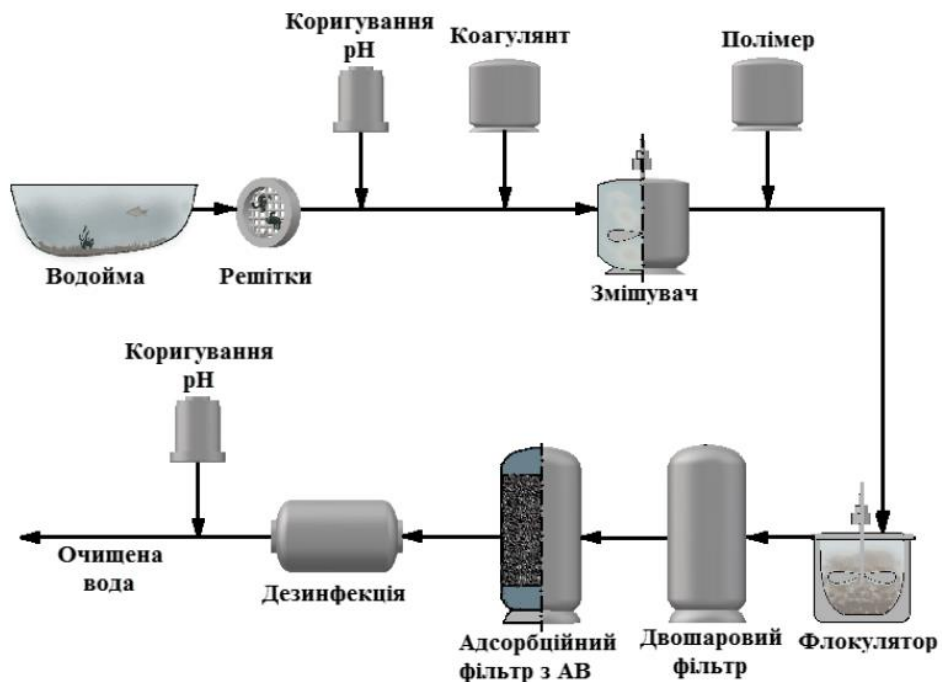 Коригування
pH
Коагулянт
Полімер
Водойма
Решітки
Змішувач
Коригування
pH
Очищена
вода
Дезинфекція
Адсорбційний
фільтр з АВ
Двошаровий
фільтр
Флокулятор